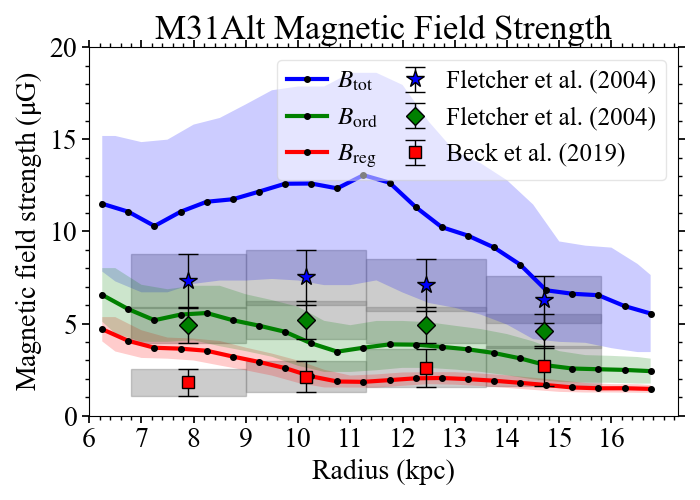 M31Alt Magnetic Field Strength
Magnetic field strength (μG)
20
15
10
5
0
B_tot
B_ord
B_reg
Fletcher et al. (2004)
Fletcher et al. (2004)
Beck et al. (2019)
6 7 8 9 10 11 12 13 14 15 16
Radius (kpc)